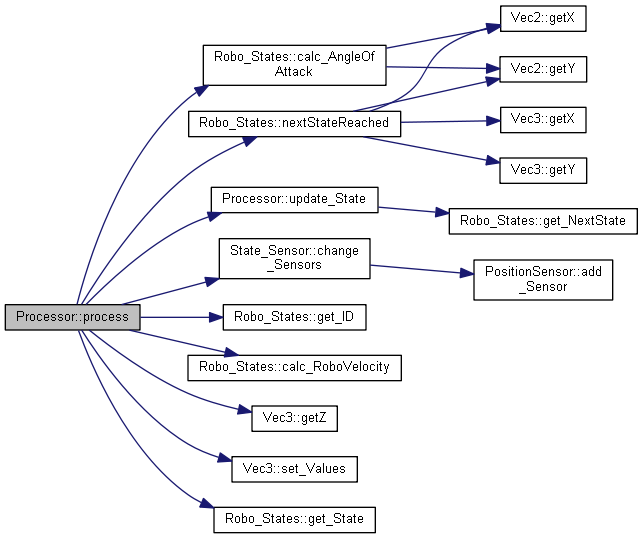 Processor::process
Robo_States::calc_AngleOf
Attack
Robo_States::nextStateReached
Processor::update_State
State_Sensor::change
_Sensors
Robo_States::get_ID
Robo_States::calc_RoboVelocity
Vec3::getZ
Vec3::set_Values
Robo_States::get_State
Vec2::getX
Vec2::getY
Vec3::getX
Vec3::getY
Robo_States::get_NextState
PositionSensor::add
_Sensor